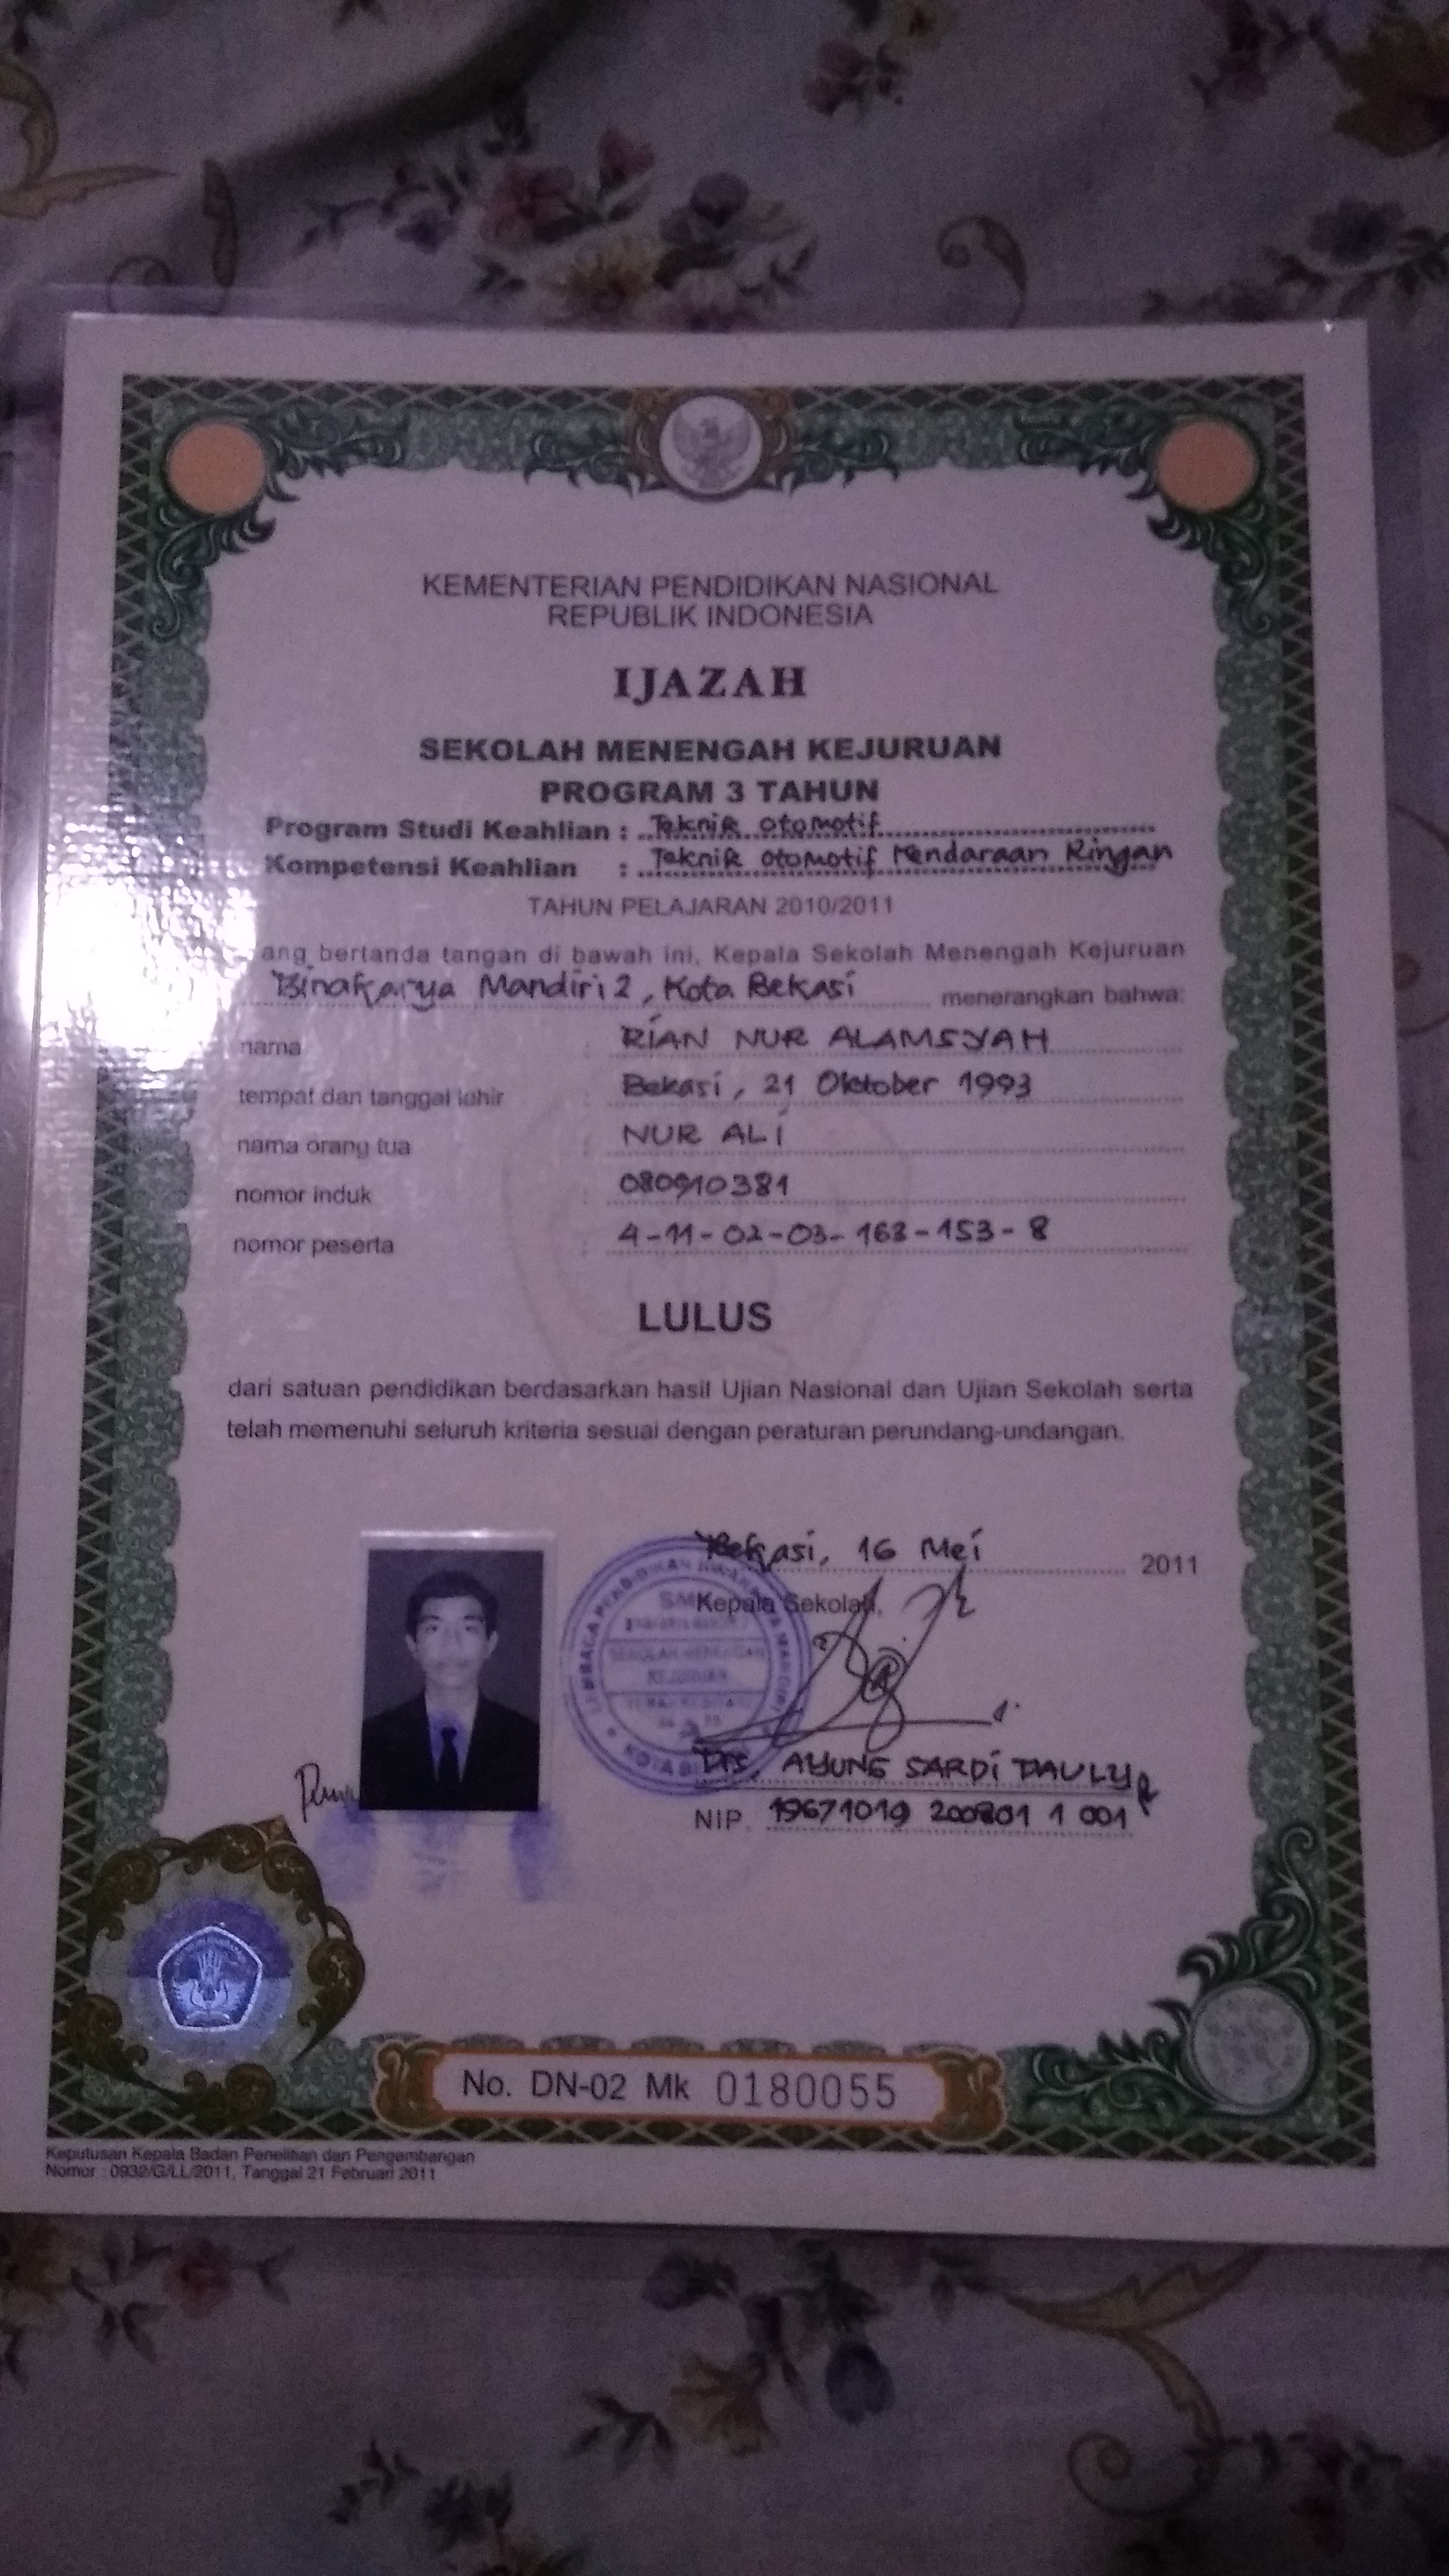 KEMENTERIAN PENDIDIKAN NASIONAL
REPUBLIK INDONESIA
IJAZAH
SEKOLAH MENENGAH KEJURUAN
PROGRAM 3 TAHUN
Program Studi Keahlian : Teknik otomotif
Kompetensi Keahlian : Teknik otomotif Kendaraan Ringan
TAHUN PELAJARAN 2010/2011
ang bertanda tangan di bawah ini, Kepala Sekolah Menengah Kejuruan
Binakarya Mandiri 2, Kota Bekasi menerangkan bahwa:
nama : RIAN NUR ALAMSYAH
tempat dan tanggal lahir : Bekasi, 21 Oktober 1993
nama orang tua : NUR ALI
nomor induk : 080910381
nomor peserta : 4-11-02-03-163-153-8
LULUS
dari satuan pendidikan berdasarkan hasil Ujian Nasional dan Ujian Sekolah serta
telah memenuhi seluruh kriteria sesuai dengan peraturan perundang-undangan.
Bekasi, 16 Mei 2011
Kepala Sekolah,
SMK
SEKOLAH MENENGAH
KEJURUAN
Drs. AYUNG SARDI DAULY
NIP. 19671019 200801 1 001
No. DN-02 Mk 0180055
Keputusan Kepala Badan Penelitian dan Pengembangan
Nomor : 0932/G/LL/2011, Tanggal 21 Februari 2011